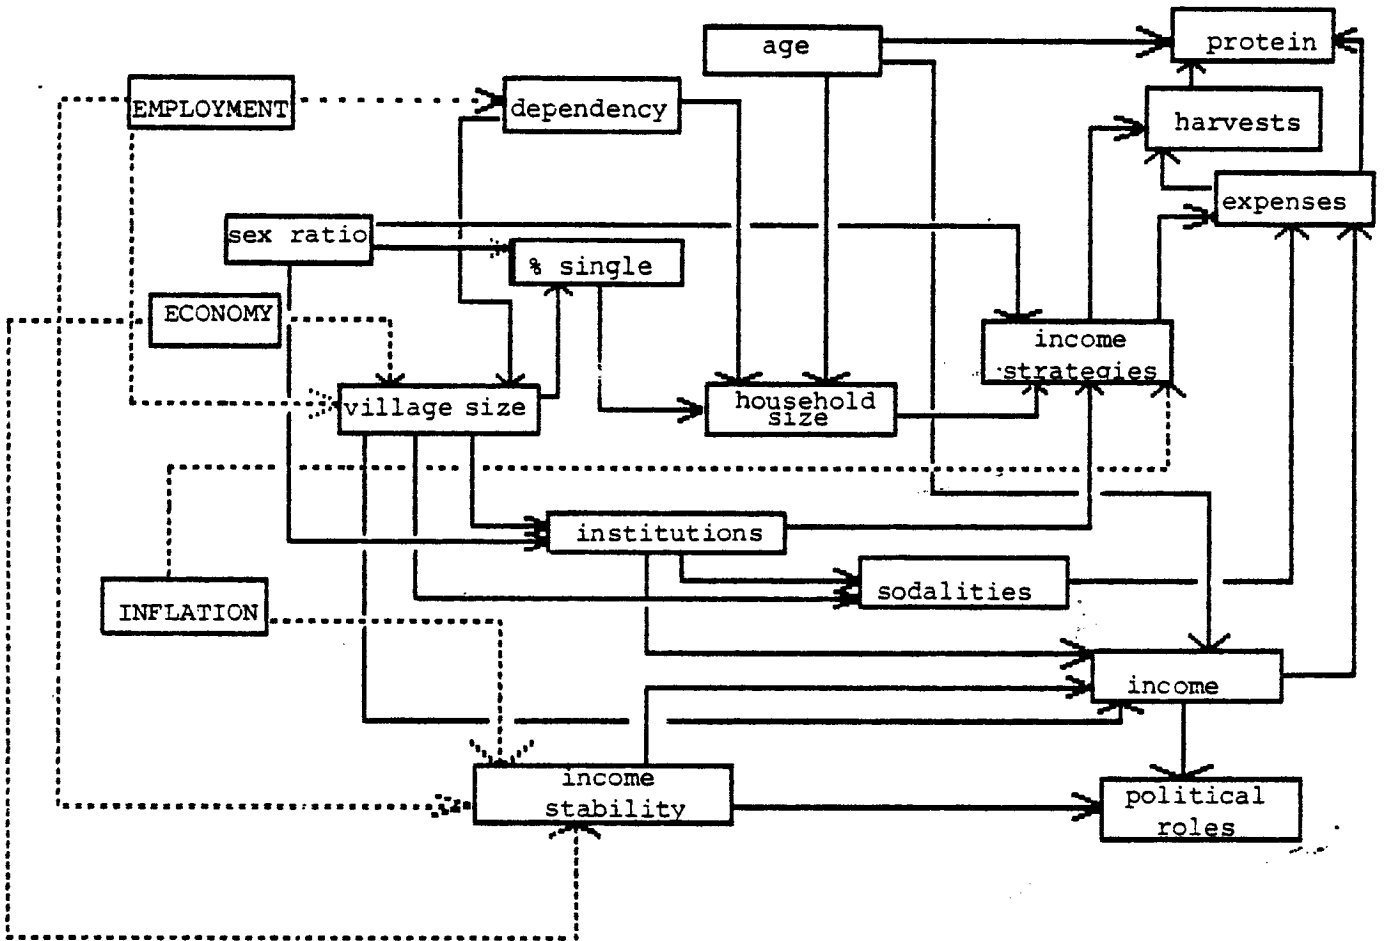 age
protein
EMPLOYMENT
dependency
harvests
expenses
sex ratio
% single
ECONOMY
income
strategies
village size
household
size
institutions
sodalities
INFLATION
income
income
stability
political
roles